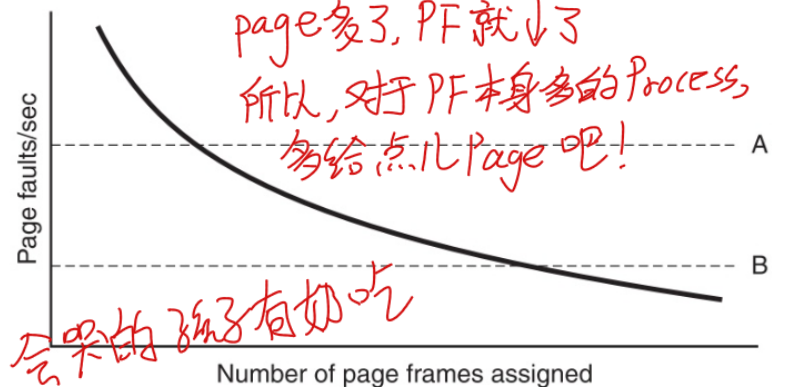 page多了, PF就↓了
所以, 对于PF本身多的Process,
多给点儿Page吧!
A
Page faults/sec
B
会哭的孩子有奶吃
Number of page frames assigned